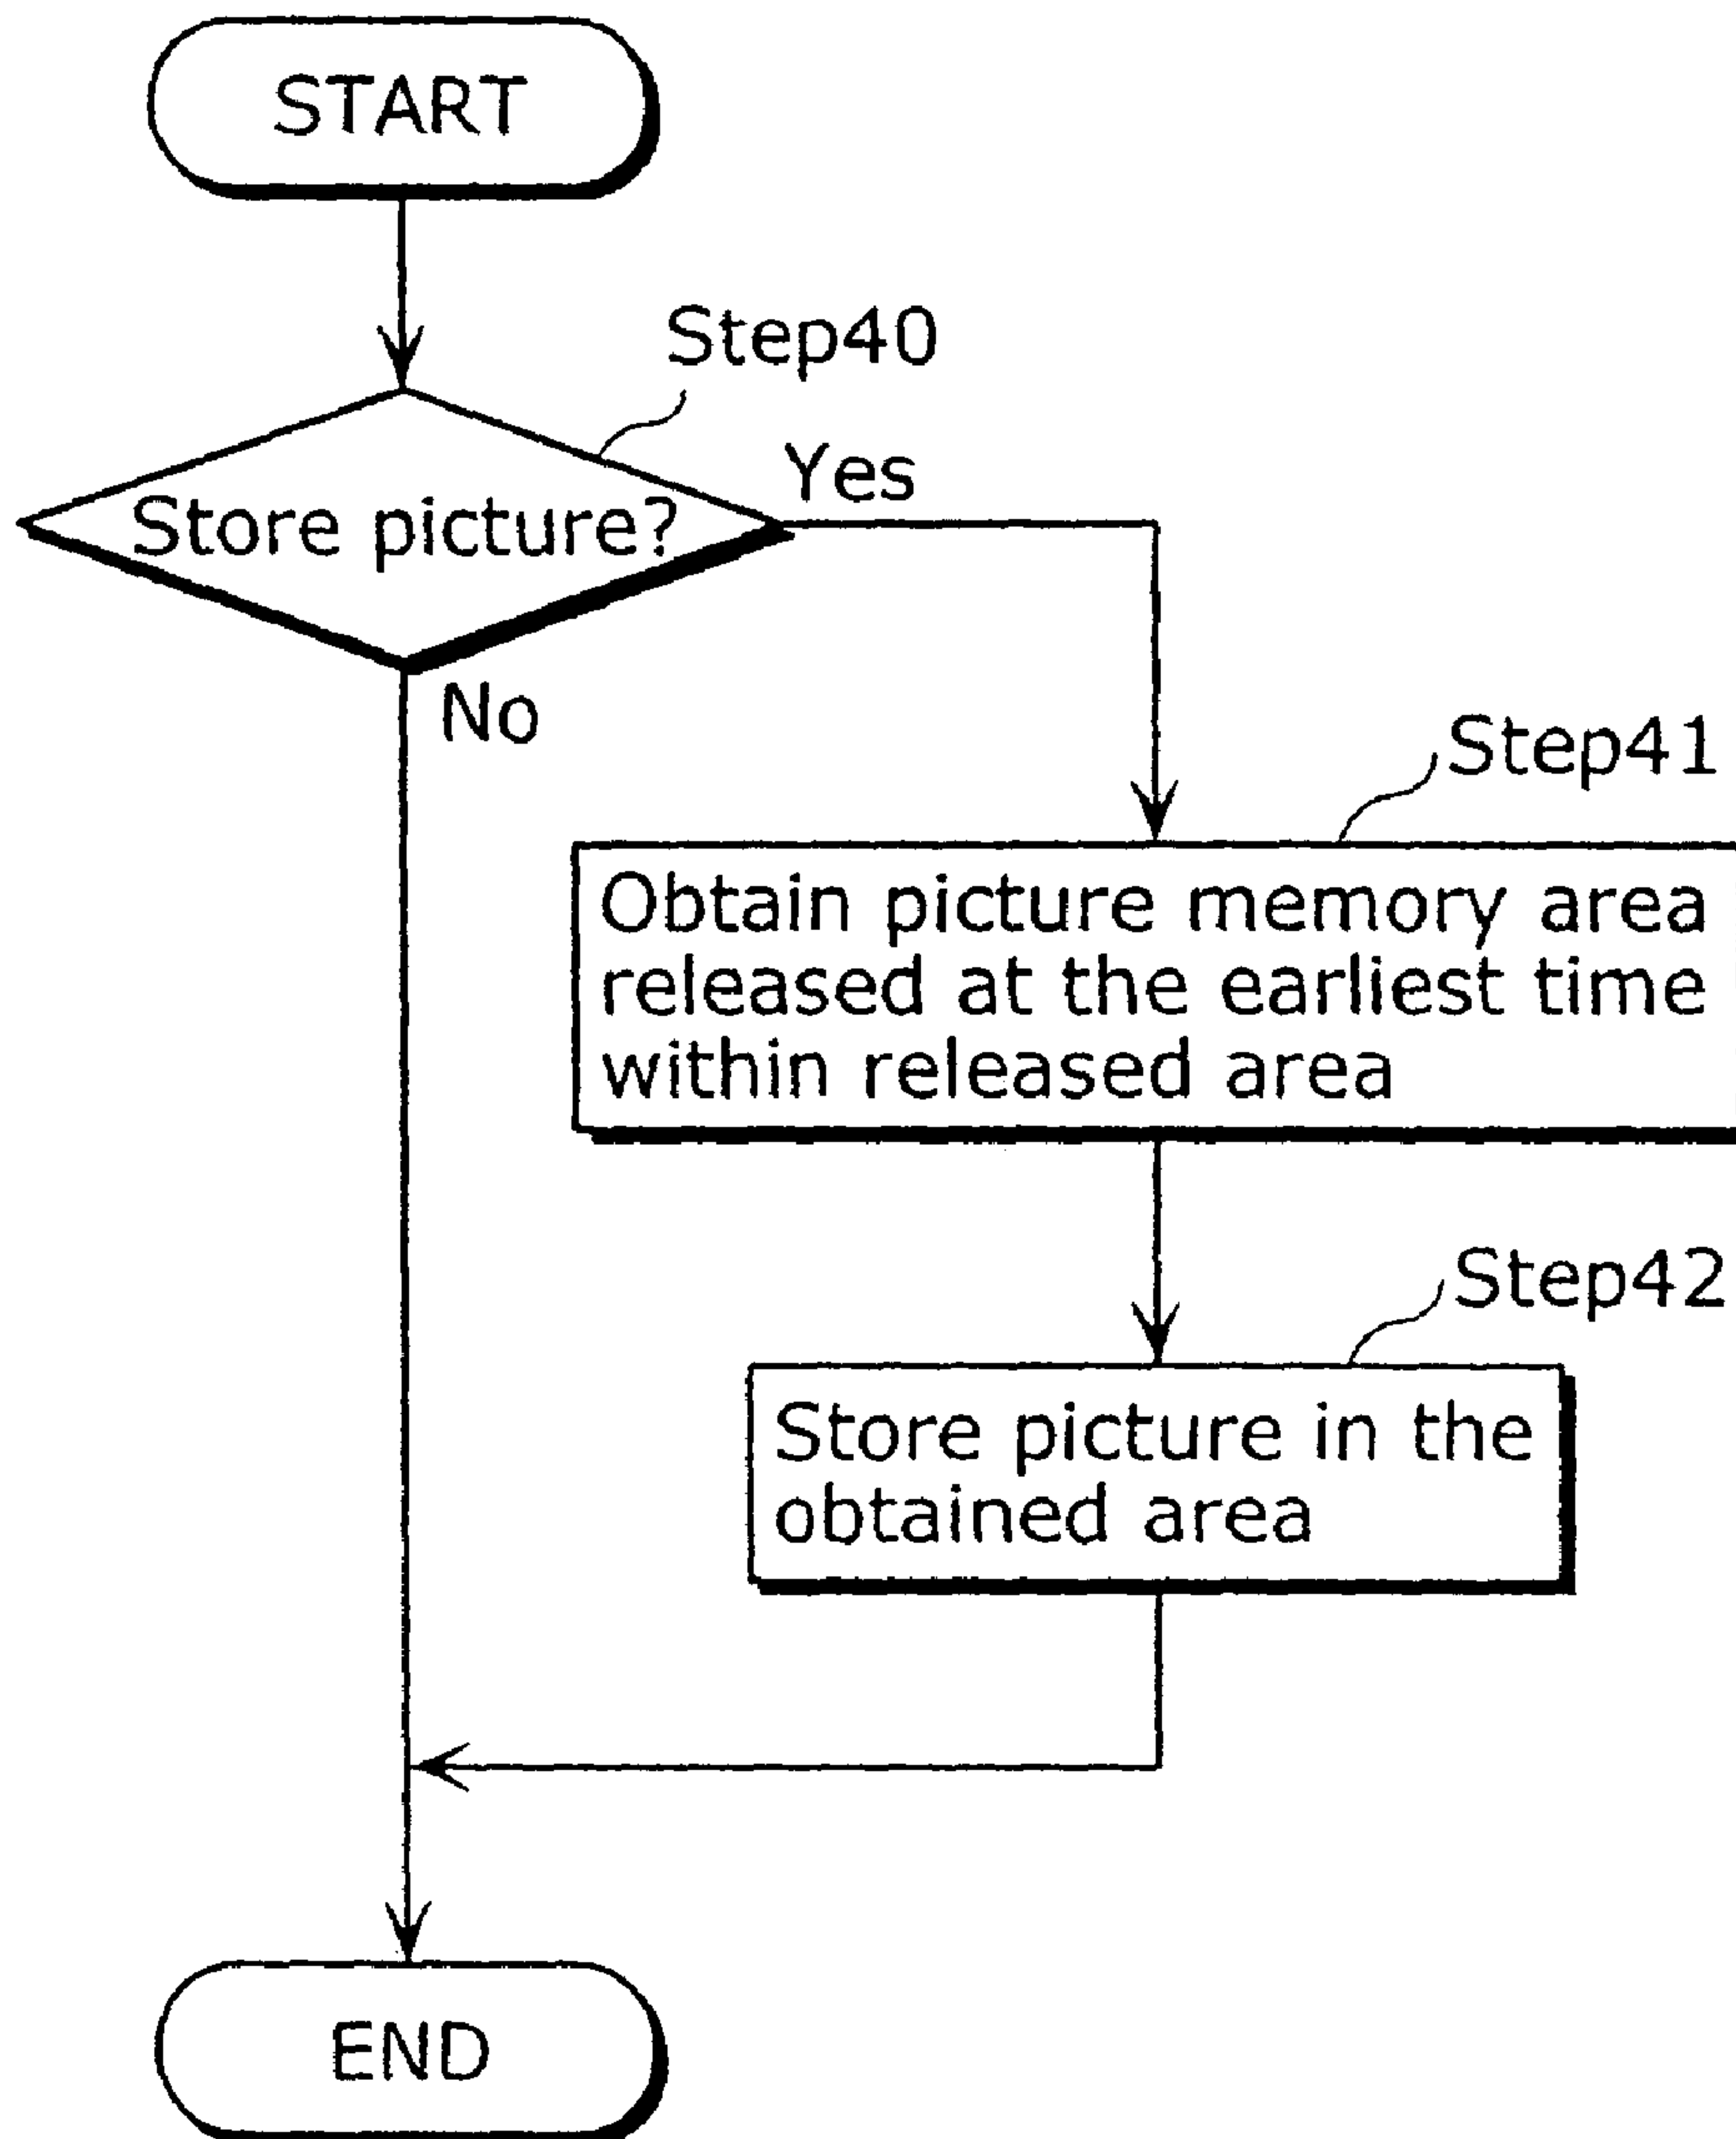 START
Step40
Yes
Store picture?
No
Step41
Obtain picture memory area
released at the earliest time
within released area
Step42
Store picture in the
obtained area
END